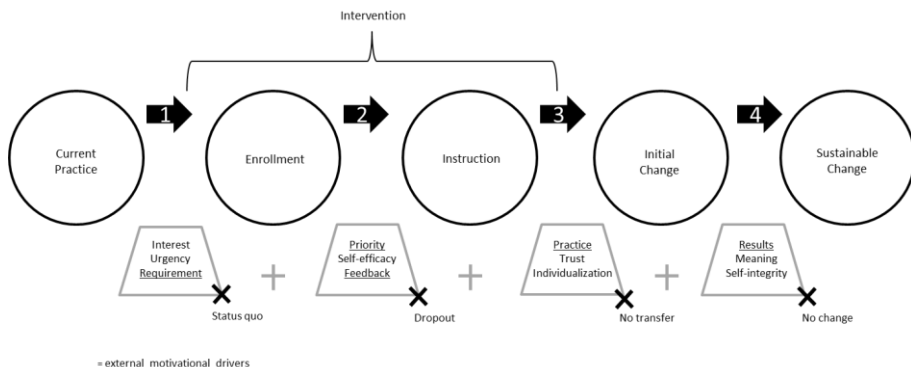 Intervention
1
2
3
4
Current
Practice
Enrollment
Instruction
Initial
Change
Sustainable
Change
Interest
Urgency
Requirement
Status quo
Priority
Self-efficacy
Feedback
Dropout
Practice
Trust
Individualization
No transfer
Results
Meaning
Self-integrity
No change
= external motivational drivers